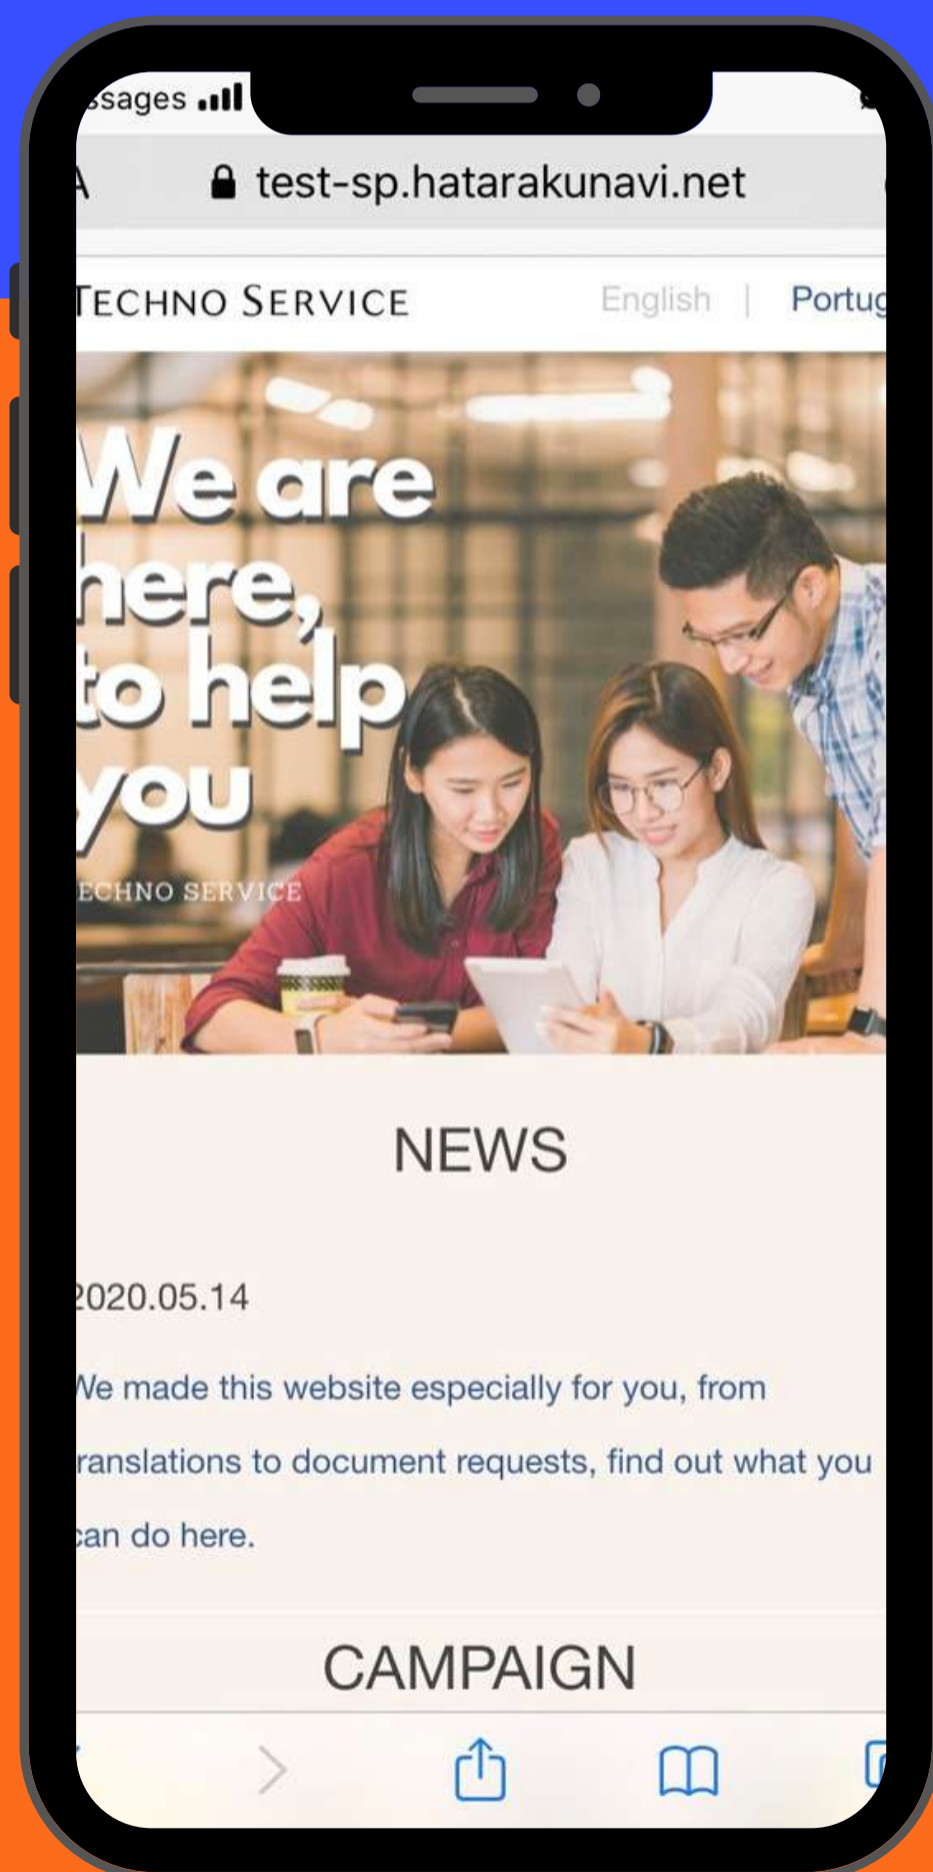 ssages
test-sp.hatarakunavi.net
TECHNO SERVICE
English | Portug
We are
here,
to help
you
ECHNO SERVICE
NEWS
2020.05.14
We made this website especially for you, from
ranslations to document requests, find out what you
can do here.
CAMPAIGN